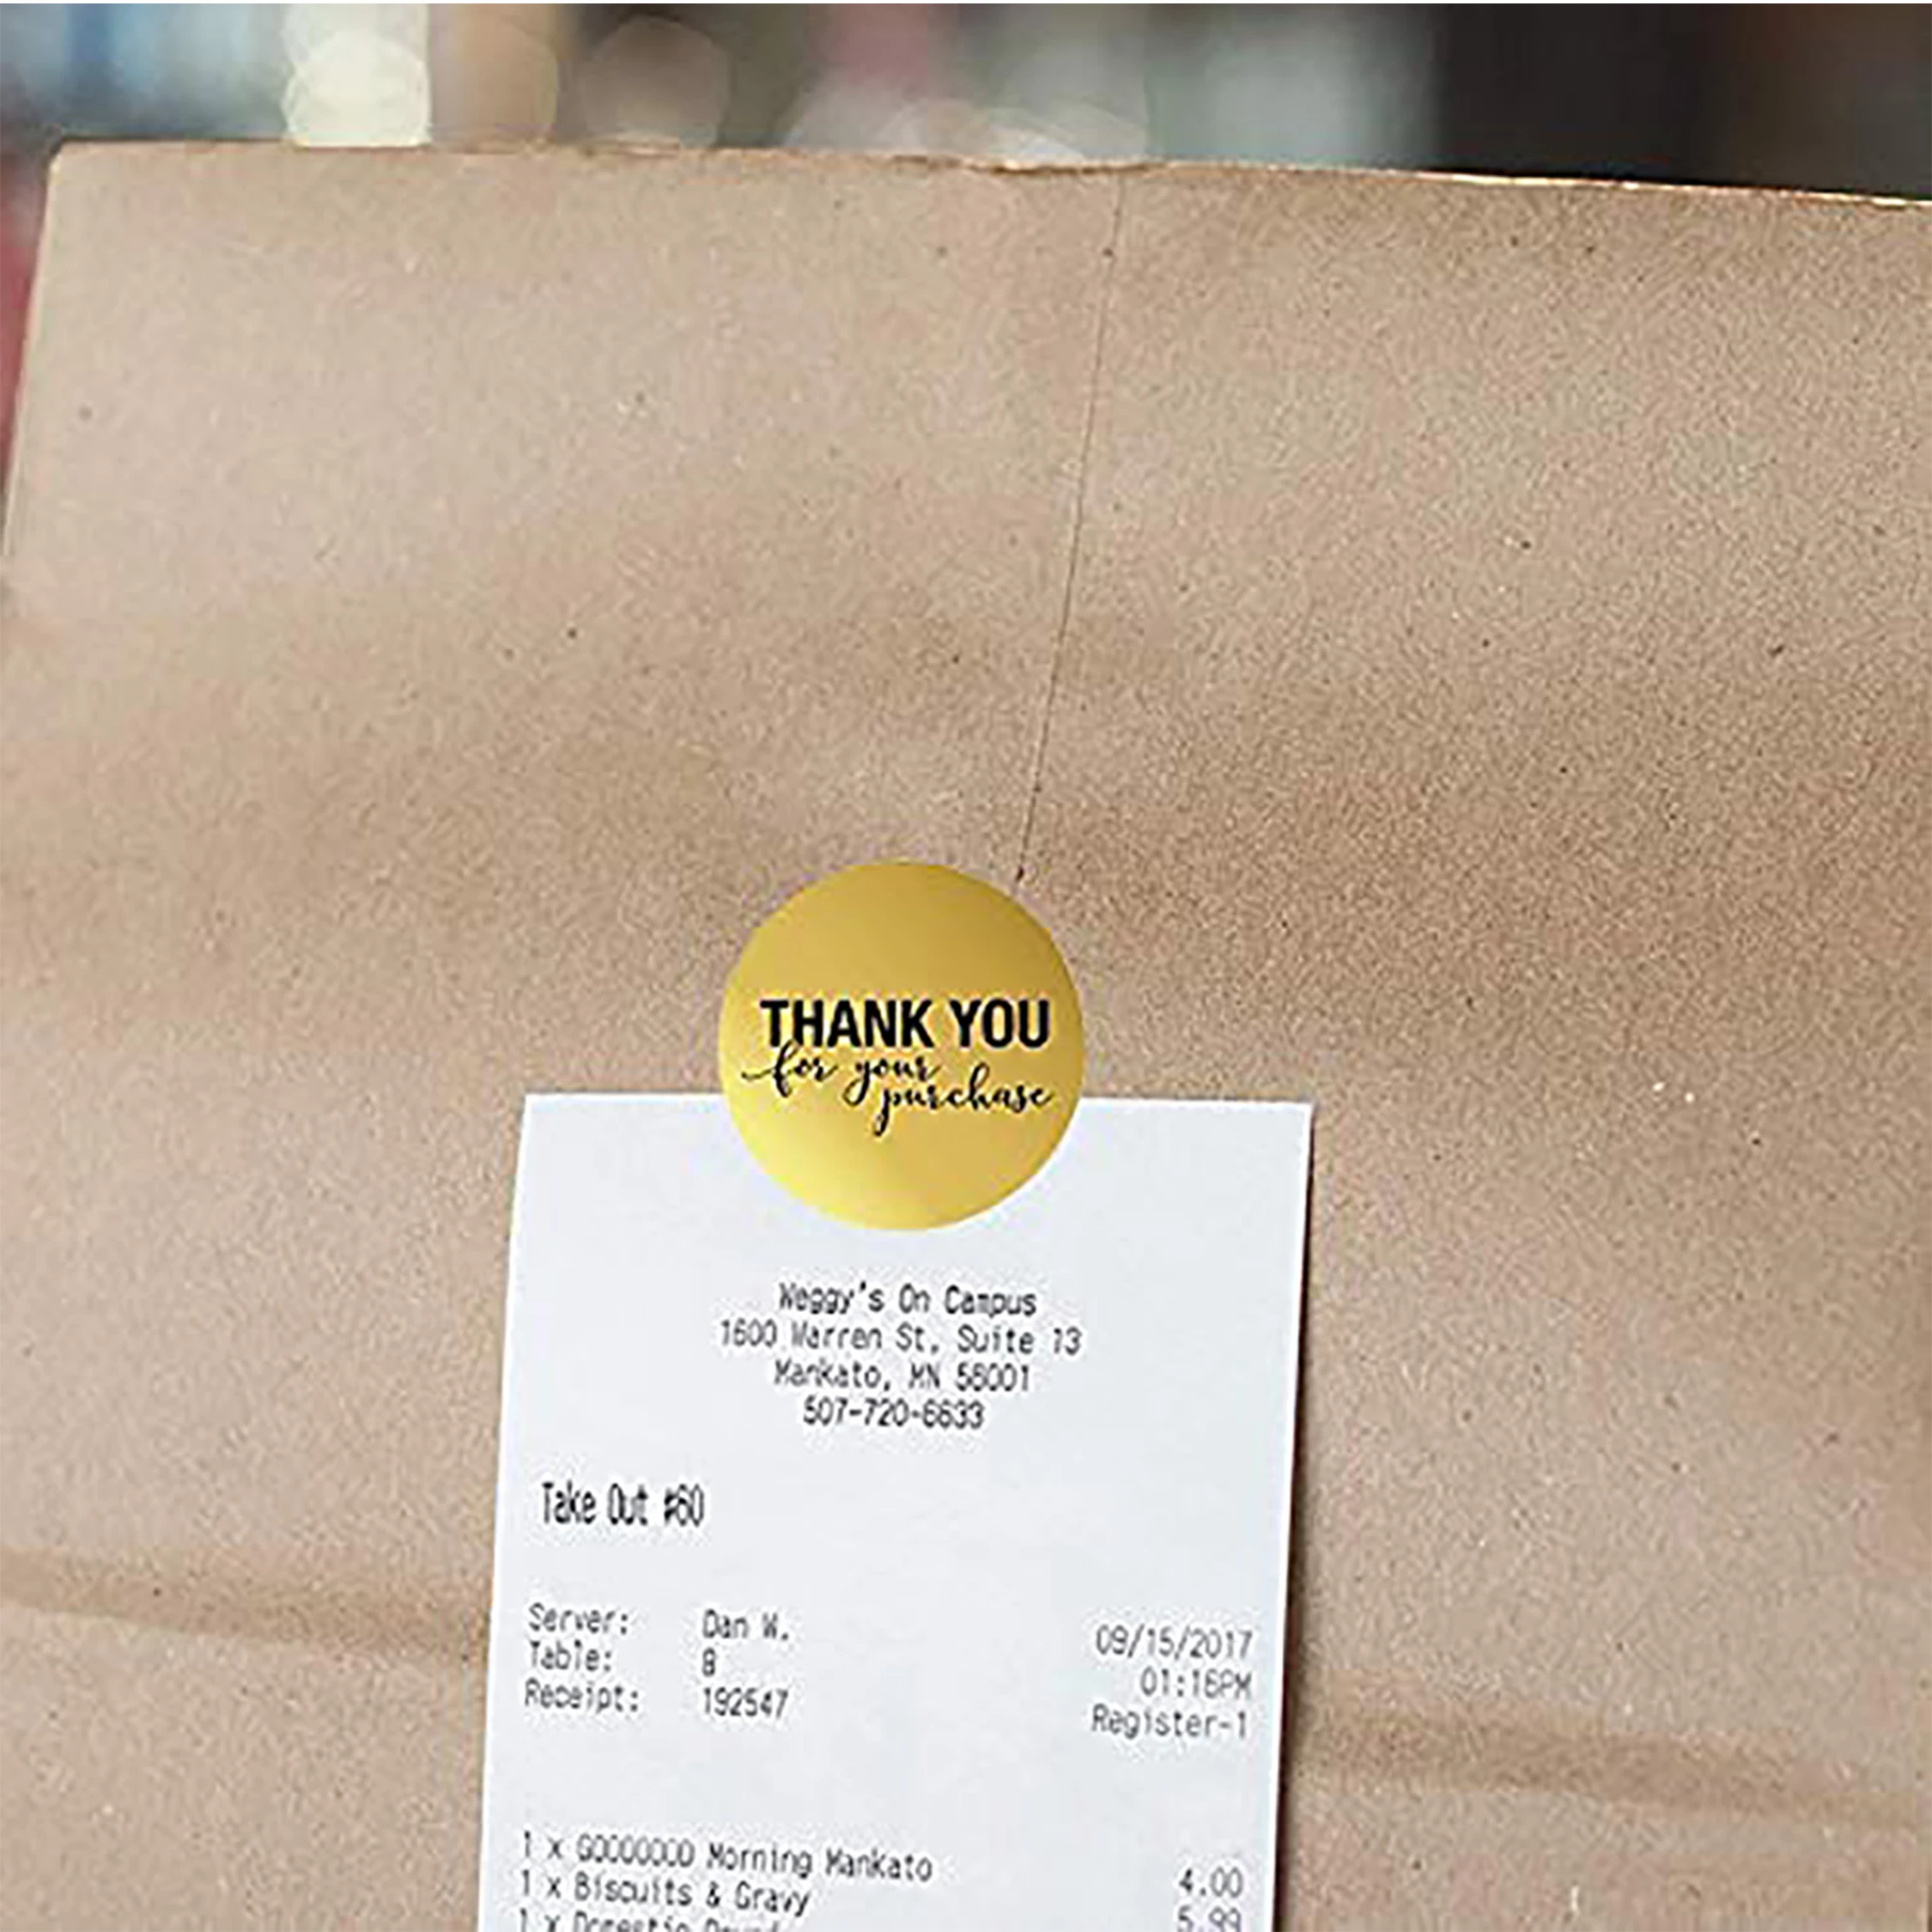 THANK YOU
for your
purchase
Weggy's On Campus
1600 Warren St, Suite 13
Mankato, MN 56001
507-720-6633
Take Out #60
Server: Dan W. 09/15/2017
Table: 8 01:16PM
Receipt: 192547 Register-1
1 x GOOOOOOD Morning Mankato 4.00
1 x Biscuits & Gravy 5.99
1 x Domestic